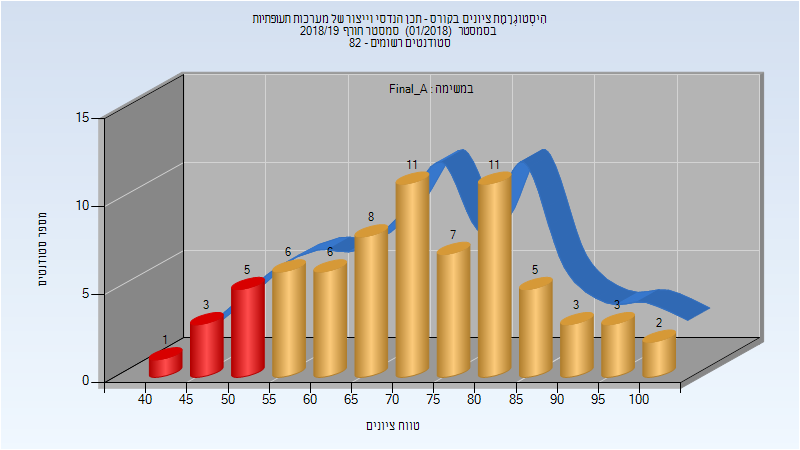 היסטוגרמת ציונים בקורס - תכן הנדסי וייצור של מערכות תעופתיות
בסמסטר (01/2018) סמסטר חורף 2018/19
סטודנטים רשומים - 82
במשימה : Final_A
מספר סטודנטים
15
10
5
0
1
3
5
6
6
8
11
7
11
5
3
3
2
40 45 50 55 60 65 70 75 80 85 90 95 100
טווח ציונים